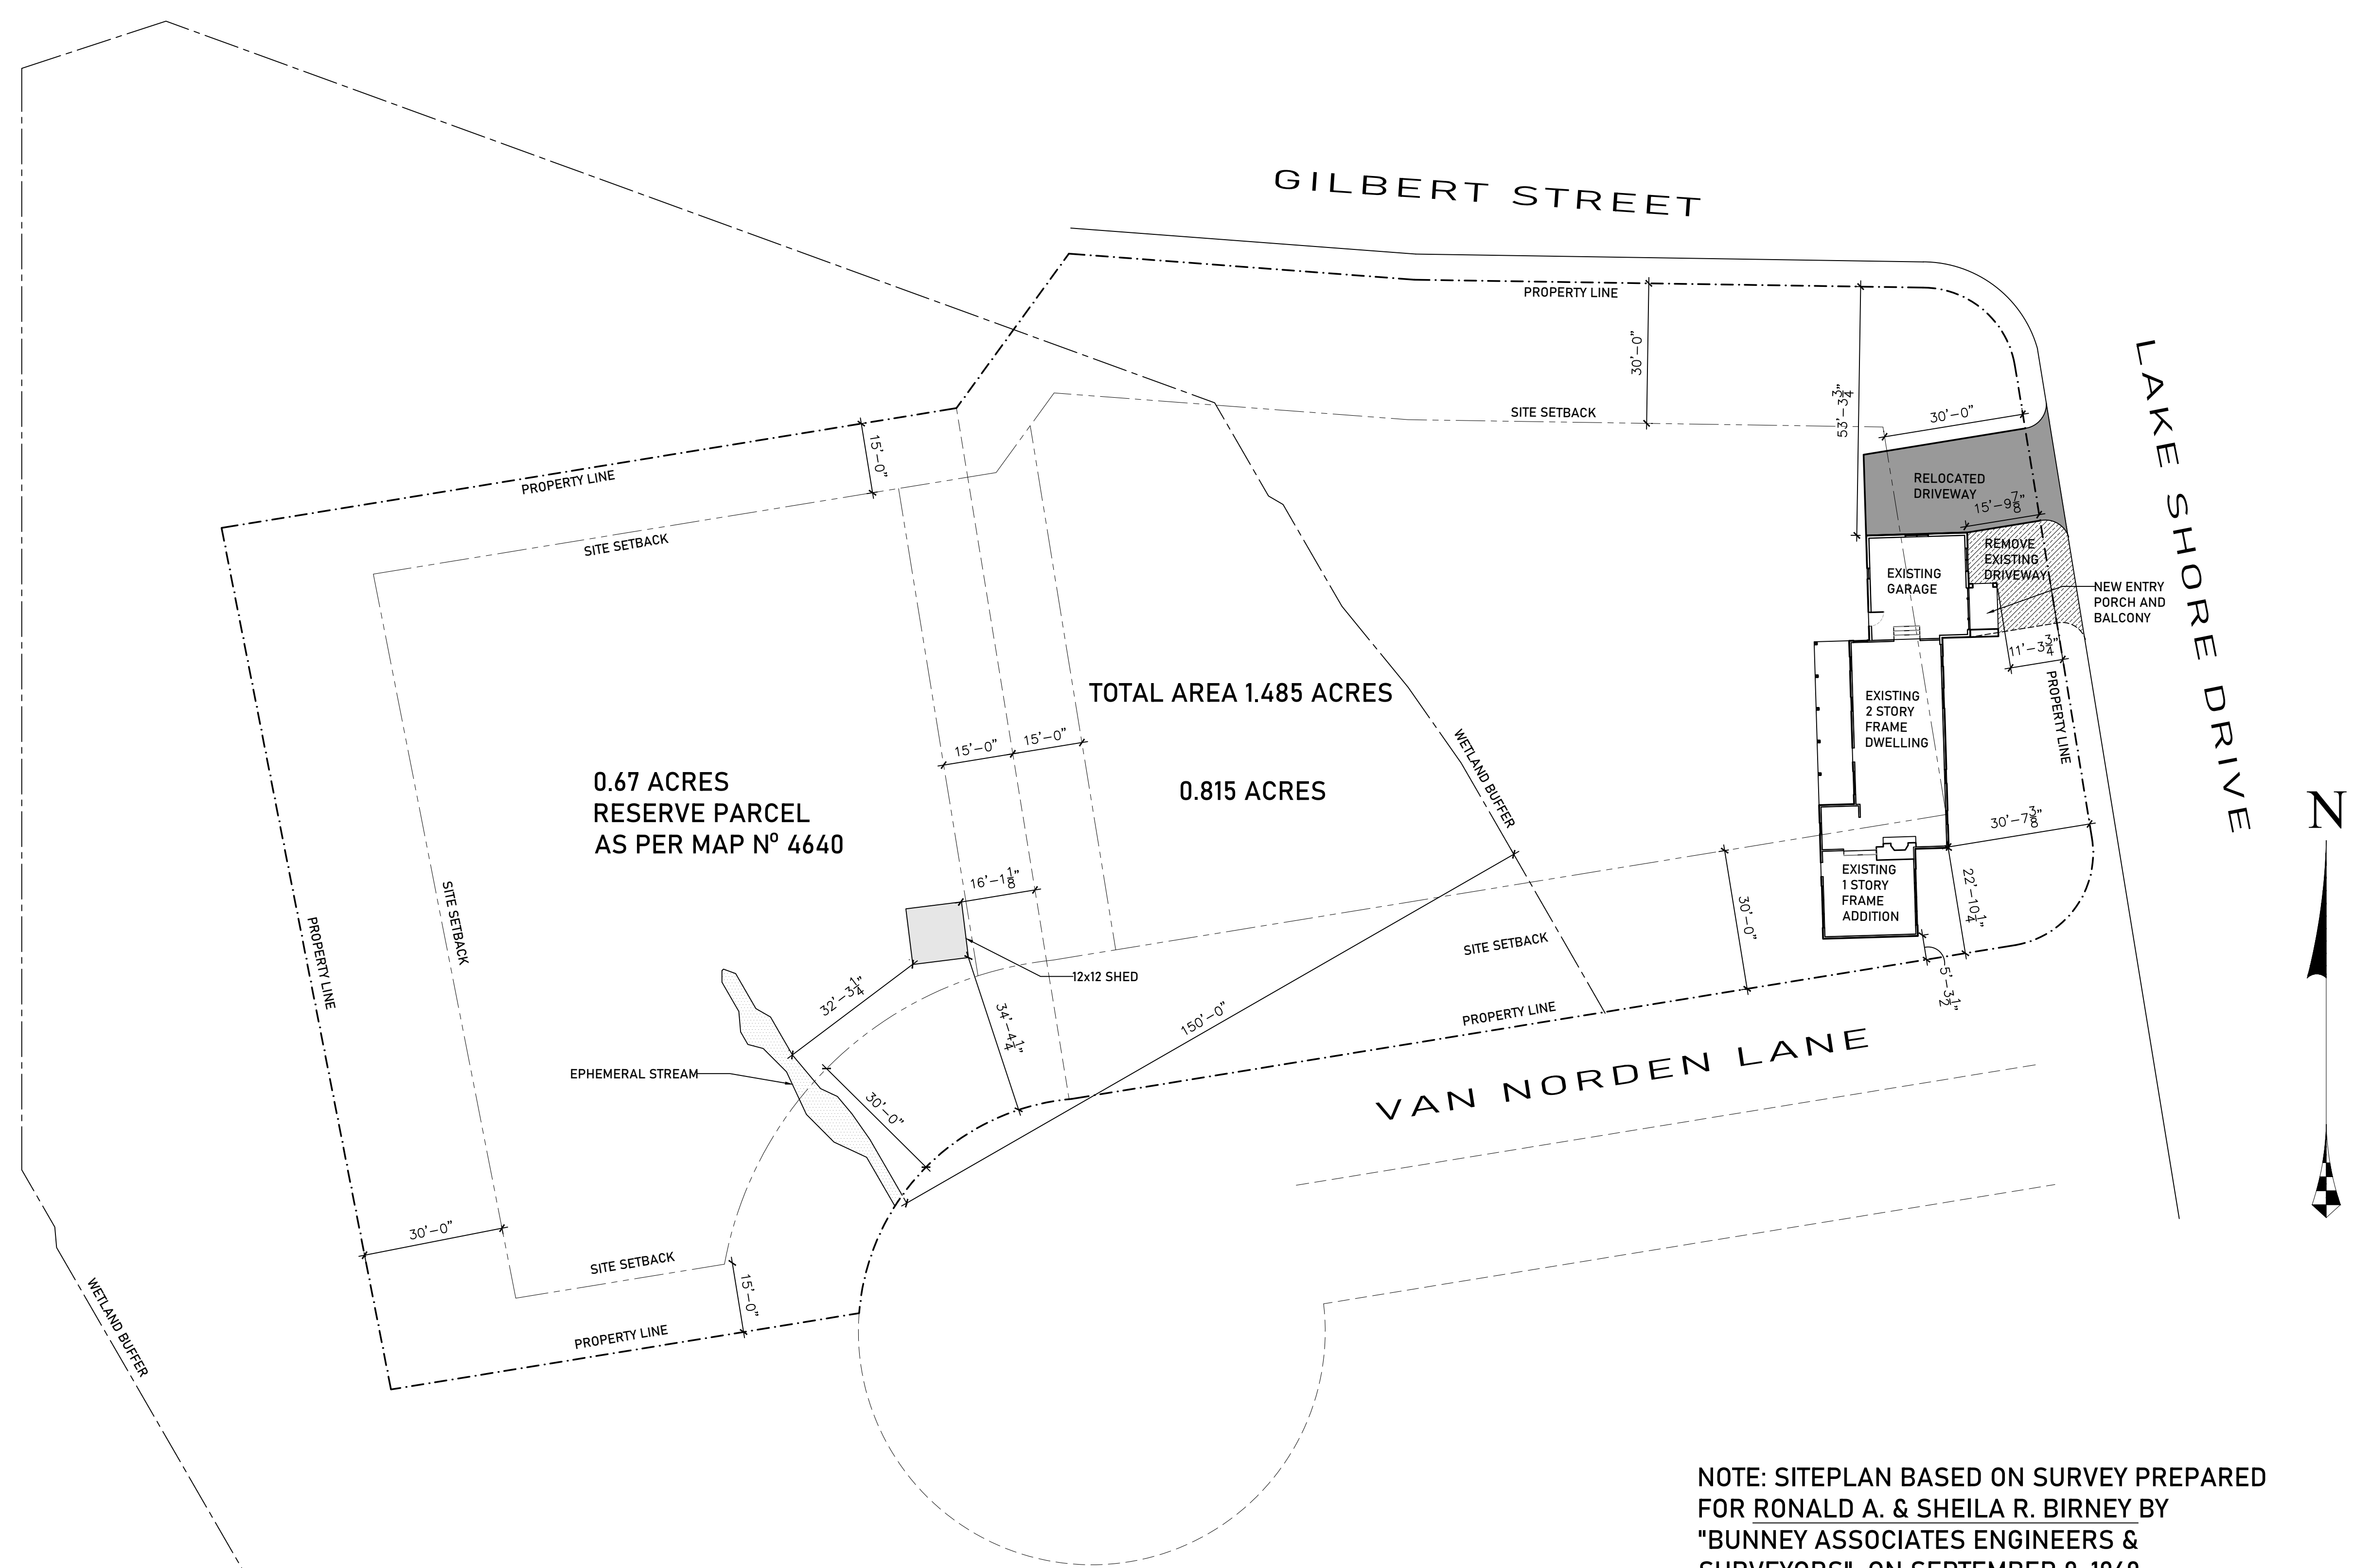 GILBERT STREET
PROPERTY LINE
30'-0"
53'-3 3/4"
SITE SETBACK
30'-0"
LAKE SHORE DRIVE
RELOCATED
DRIVEWAY
15'-9 7/8"
REMOVE
EXISTING
DRIVEWAY
EXISTING
GARAGE
NEW ENTRY
PORCH AND
BALCONY
11'-3 3/4"
PROPERTY LINE
EXISTING
2 STORY
FRAME
DWELLING
30'-7 3/8"
EXISTING
1 STORY
FRAME
ADDITION
22'-10 1/4"
5'-3 1/2"
N
15'-0"
PROPERTY LINE
SITE SETBACK
TOTAL AREA 1.485 ACRES
15'-0"
15'-0"
WETLAND BUFFER
0.67 ACRES
RESERVE PARCEL
AS PER MAP Nº 4640
0.815 ACRES
SITE SETBACK
PROPERTY LINE
16'-1 1/8"
12x12 SHED
32'-3 1/4"
34'-4 1/4"
150'-0"
SITE SETBACK
30'-0"
PROPERTY LINE
VAN NORDEN LANE
EPHEMERAL STREAM
30'-0"
30'-0"
SITE SETBACK
15'-0"
PROPERTY LINE
WETLAND BUFFER
NOTE: SITEPLAN BASED ON SURVEY PREPARED
FOR RONALD A. & SHEILA R. BIRNEY BY
"BUNNEY ASSOCIATES ENGINEERS &
SURVEYORS", ON SEPTEMBER